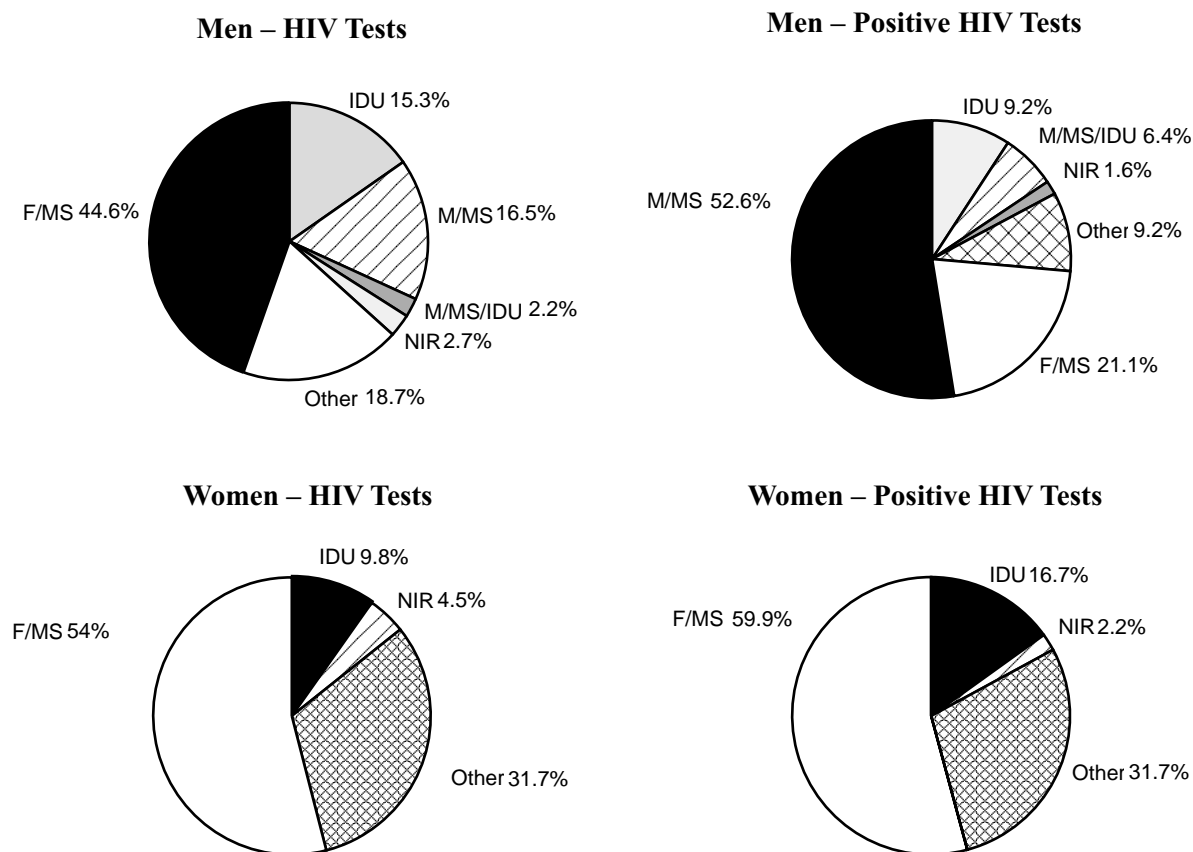 Men – HIV Tests
IDU 15.3%
M/MS 16.5%
M/MS/IDU 2.2%
NIR 2.7%
Other 18.7%
F/MS 44.6%
Men – Positive HIV Tests
IDU 9.2%
M/MS/IDU 6.4%
NIR 1.6%
Other 9.2%
F/MS 21.1%
M/MS 52.6%
Women – HIV Tests
IDU 9.8%
NIR 4.5%
Other 31.7%
F/MS 54%
Women – Positive HIV Tests
IDU 16.7%
NIR 2.2%
Other 31.7%
F/MS 59.9%